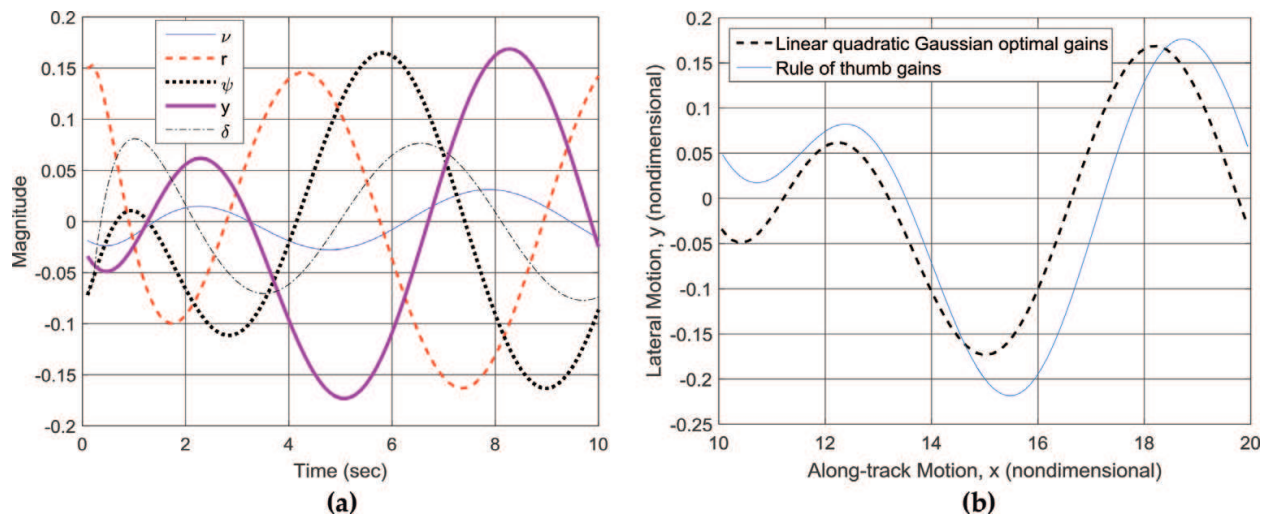 0.2
0.15
0.1
0.05
0
-0.05
-0.1
-0.15
-0.2
Magnitude
ν
r
ψ
y
δ
0 2 4 6 8 10
Time (sec)
(a)
0.2
0.15
0.1
0.05
0
-0.05
-0.1
-0.15
-0.2
-0.25
Lateral Motion, y (nondimensional)
Linear quadratic Gaussian optimal gains
Rule of thumb gains
10 12 14 16 18 20
Along-track Motion, x (nondimensional)
(b)